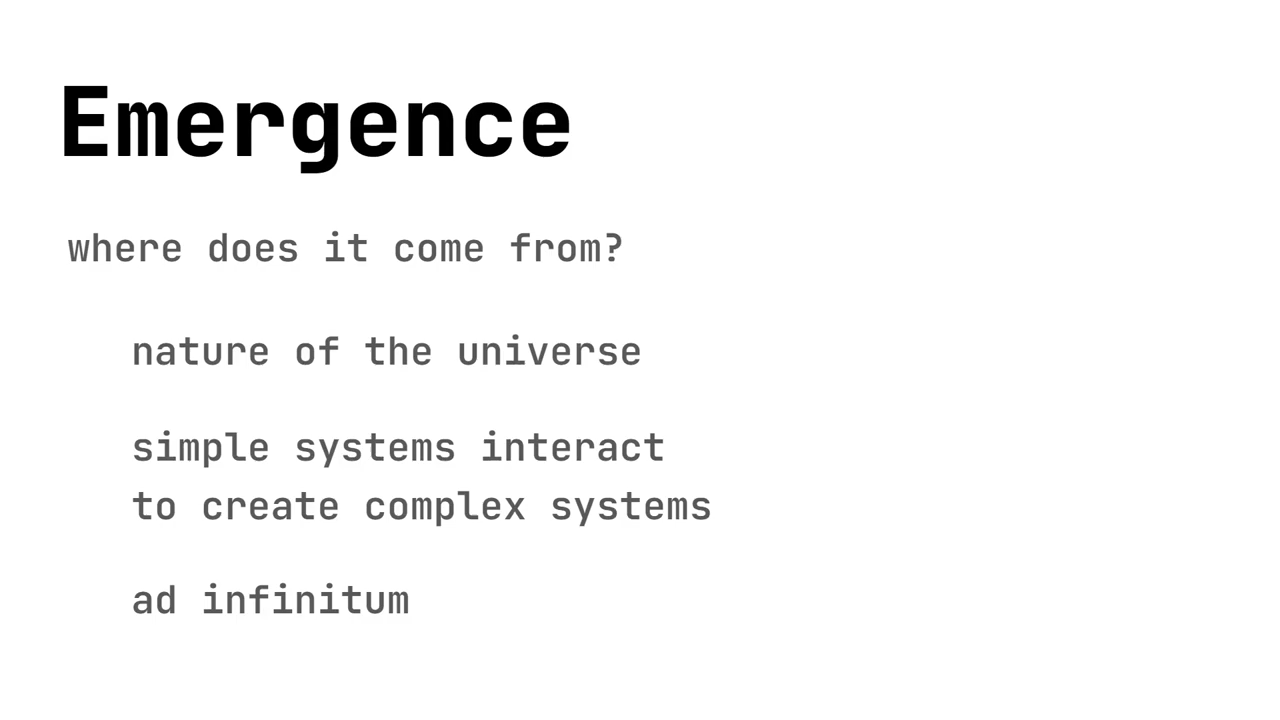 Emergence
where does it come from?
nature of the universe
simple systems interact
to create complex systems
ad infinitum